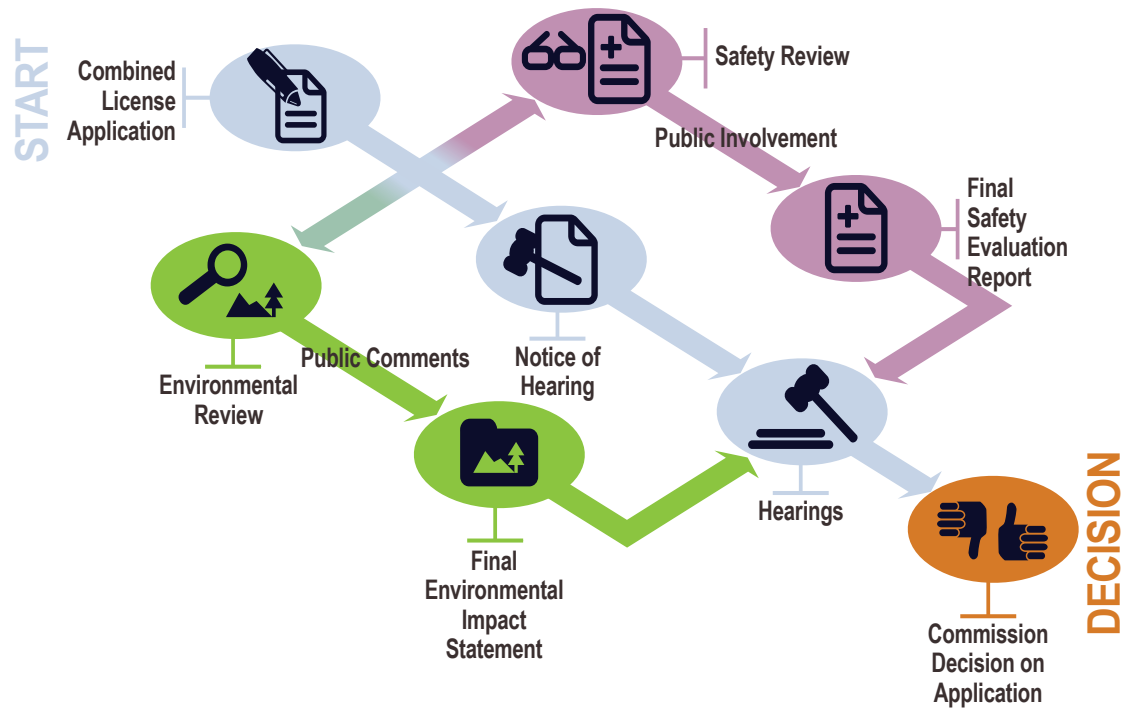 START
Combined
License
Application
Safety Review
Public Involvement
Final
Safety
Evaluation
Report
Notice of
Hearing
Environmental
Review
Public Comments
Final
Environmental
Impact
Statement
Hearings
DECISION
Commission
Decision on
Application